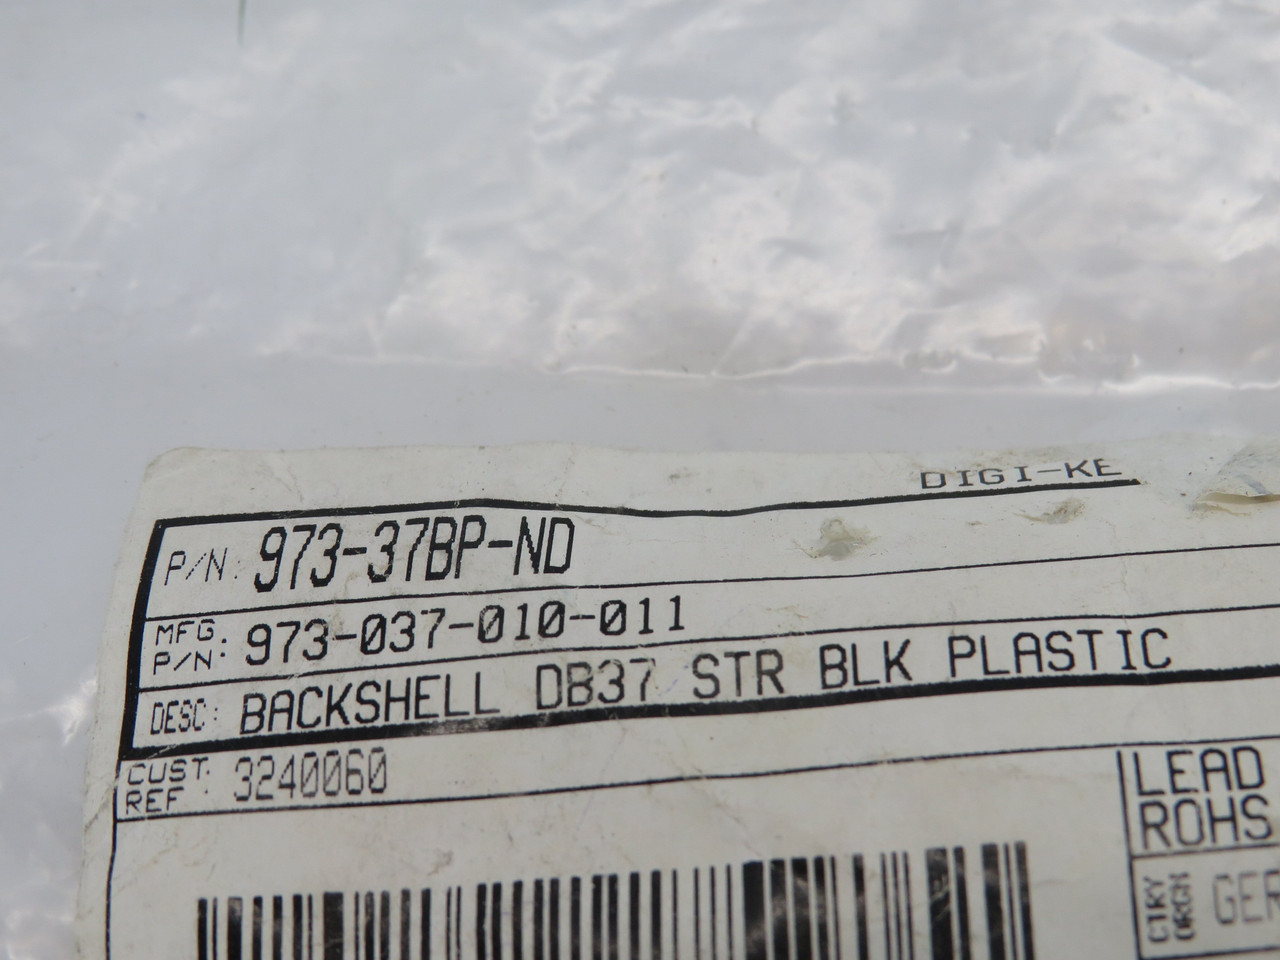 DIGI-KE
P/N: 973-37BP-ND
MFG. P/N: 973-037-010-011
DESC: BACKSHELL DB37 STR BLK PLASTIC
CUST. REF : 3240060
LEAD
ROHS
CTRY ORGN GER